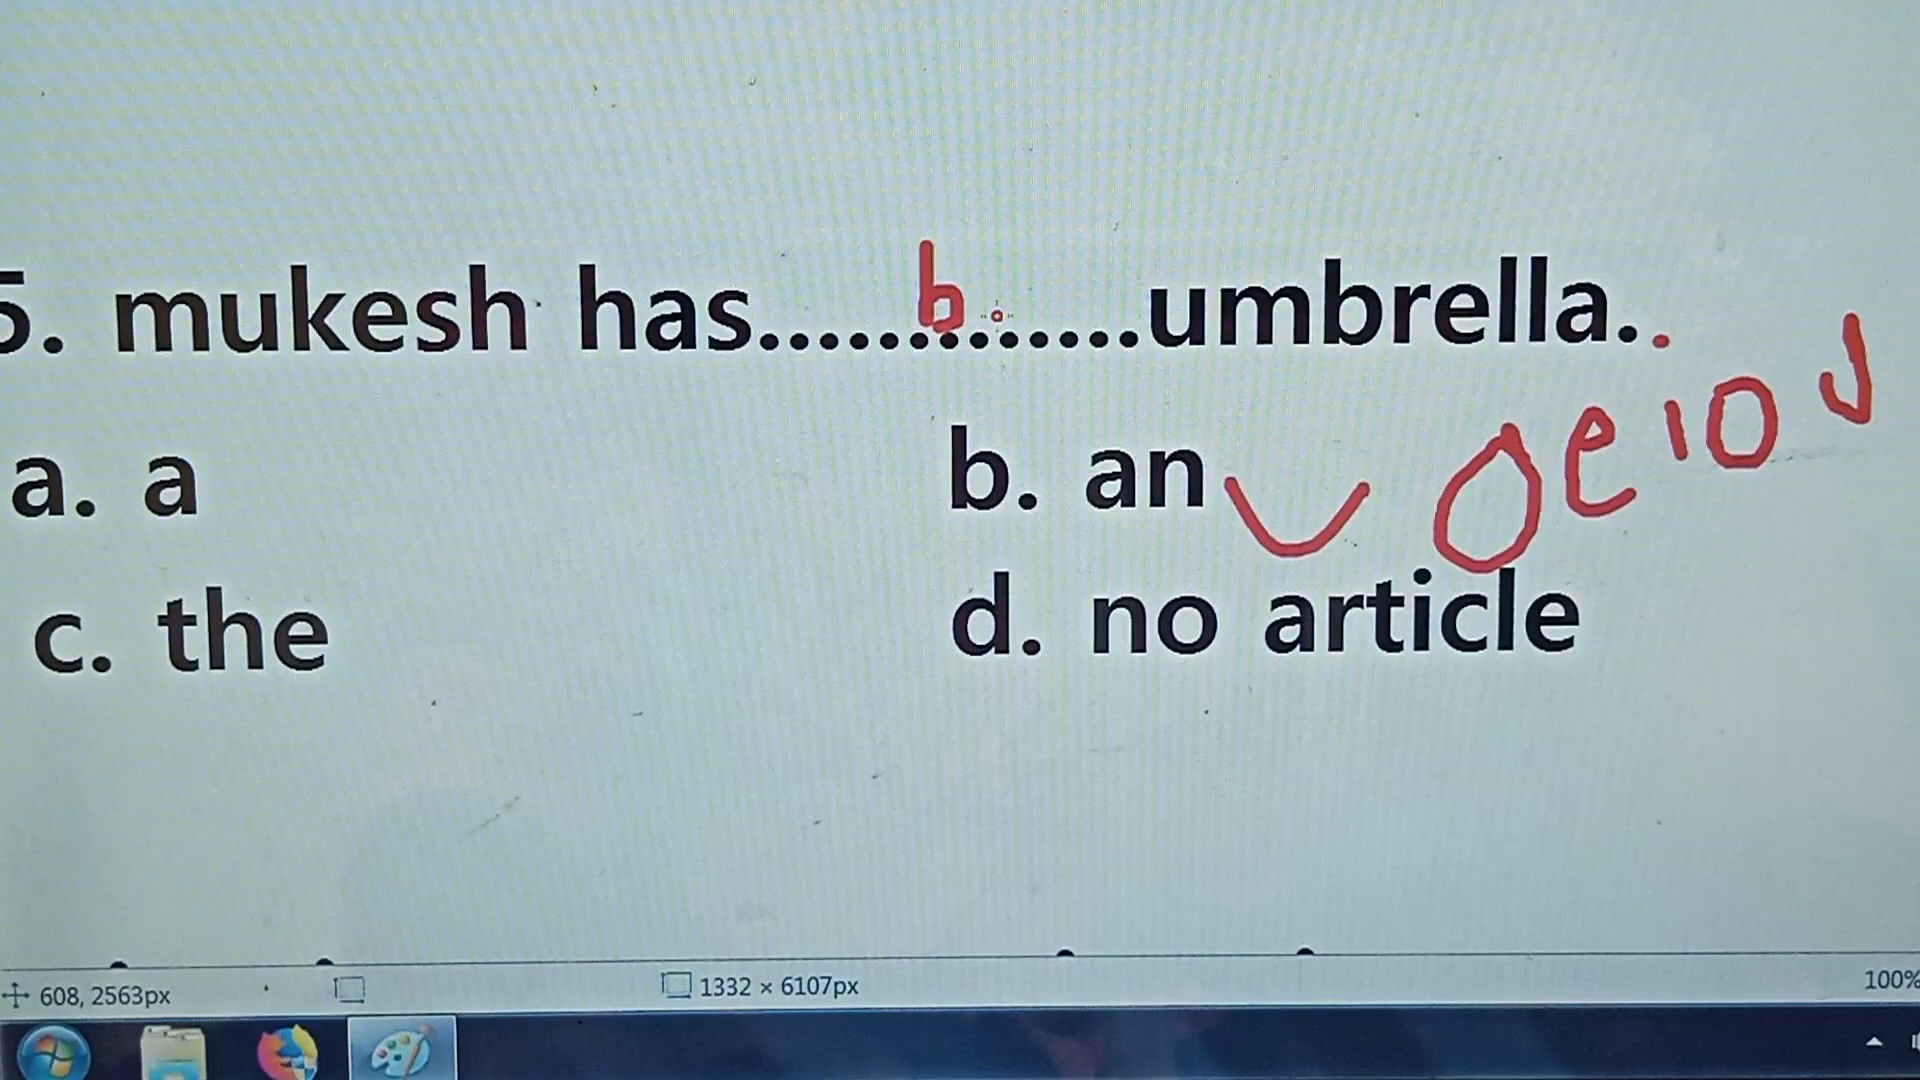 5. mukesh has.....b.......umbrella..
a. a b. an a e i o u
c. the d. no article
608, 2563px 1332 × 6107px 100%